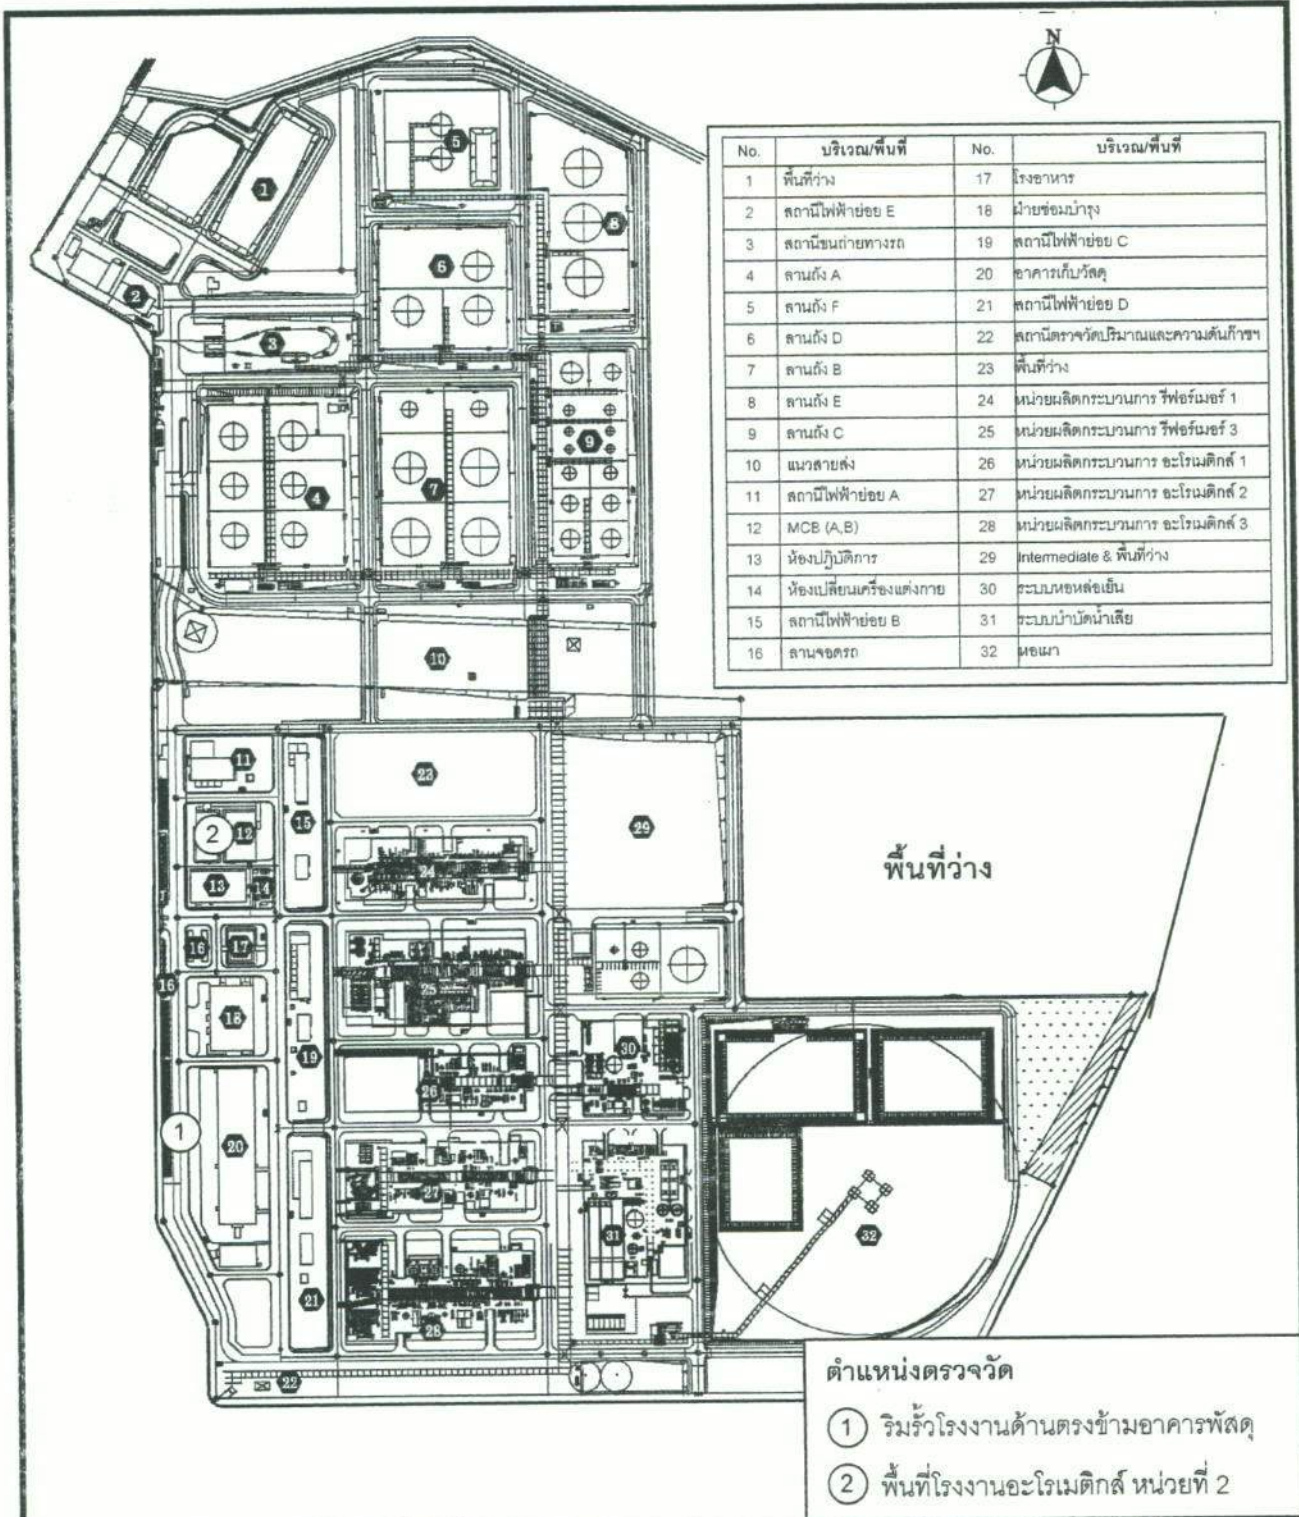 N
No. บริเวณ/พื้นที่ No. บริเวณ/พื้นที่
1 พื้นที่ว่าง 17 โรงอาหาร
2 สถานีไฟฟ้าย่อย E 18 ฝ่ายซ่อมบำรุง
3 สถานีขนถ่ายทางรถ 19 สถานีไฟฟ้าย่อย C
4 ลานถัง A 20 อาคารเก็บวัสดุ
5 ลานถัง F 21 สถานีไฟฟ้าย่อย D
6 ลานถัง D 22 สถานีตรวจวัดปริมาณและความดันก๊าซฯ
7 ลานถัง B 23 พื้นที่ว่าง
8 ลานถัง E 24 หน่วยผลิตกระบวนการ รีฟอร์เมอร์ 1
9 ลานถัง C 25 หน่วยผลิตกระบวนการ รีฟอร์เมอร์ 3
10 แนวสายส่ง 26 หน่วยผลิตกระบวนการ อะโรเมติกส์ 1
11 สถานีไฟฟ้าย่อย A 27 หน่วยผลิตกระบวนการ อะโรเมติกส์ 2
12 MCB (A,B) 28 หน่วยผลิตกระบวนการ อะโรเมติกส์ 3
13 ห้องปฏิบัติการ 29 Intermediate & พื้นที่ว่าง
14 ห้องเปลี่ยนเครื่องแต่งกาย 30 ระบบหอหล่อเย็น
15 สถานีไฟฟ้าย่อย B 31 ระบบบำบัดน้ำเสีย
16 ลานจอดรถ 32 หอเผา
5
1
8
6
2
3
9
4
7
10
11
23
15
2 12
29
24
พื้นที่ว่าง
13 14
16 17
16
25
18
19
30
26
1
20
27
31
32
21
28
22
ตำแหน่งตรวจวัด
1 ริมรั้วโรงงานด้านตรงข้ามอาคารพัสดุ
2 พื้นที่โรงงานอะโรเมติกส์ หน่วยที่ 2